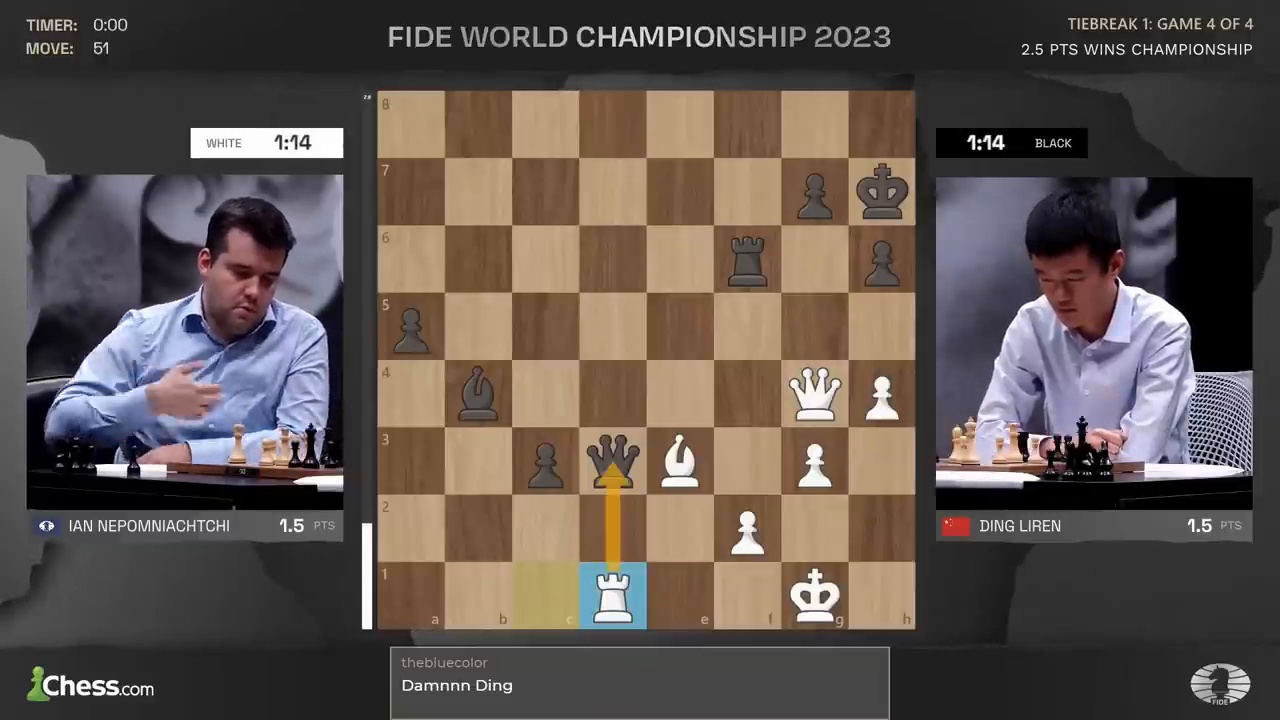 TIMER: 0:00
MOVE: 51
FIDE WORLD CHAMPIONSHIP 2023
TIEBREAK 1: GAME 4 OF 4
2.5 PTS WINS CHAMPIONSHIP
WHITE 1:14
1:14 BLACK
8
7
6
5
4
3
2
1
a b c e f g h
IAN NEPOMNIACHTCHI 1.5 PTS
DING LIREN 1.5 PTS
thebluecolor
Damnnn Ding
Chess.com
FIDE